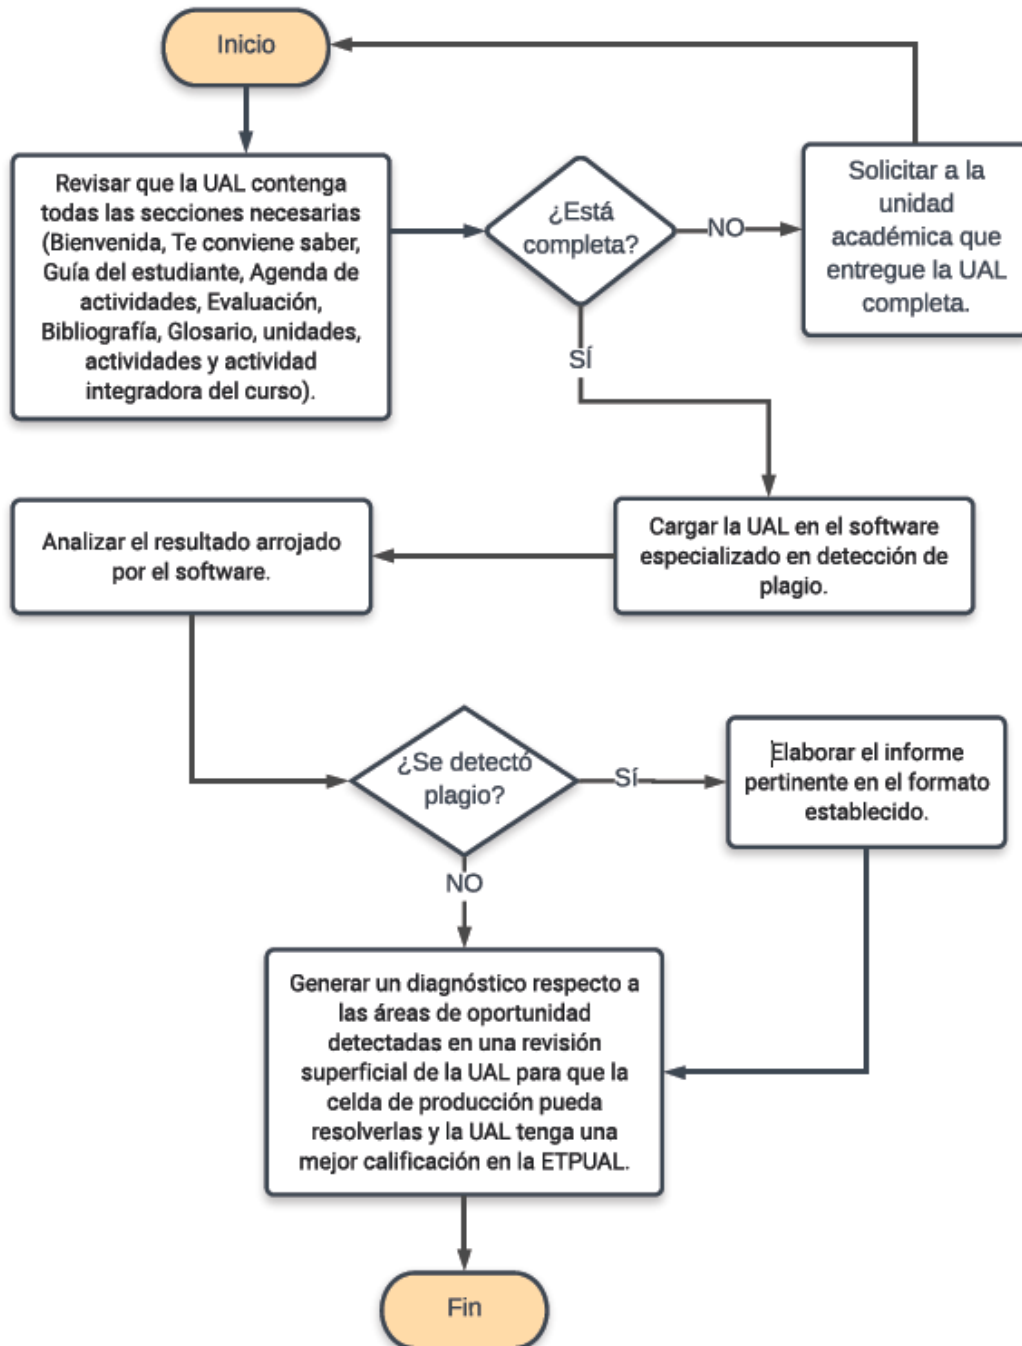 Inicio
Revisar que la UAL contenga
todas las secciones necesarias
(Bienvenida, Te conviene saber,
Guía del estudiante, Agenda de
actividades, Evaluación,
Bibliografía, Glosario, unidades,
actividades y actividad
integradora del curso).
¿Está
completa?
NO
Solicitar a la
unidad
académica que
entregue la UAL
completa.
SÍ
Cargar la UAL en el software
especializado en detección de
plagio.
Analizar el resultado arrojado
por el software.
¿Se detectó
plagio?
Sí
Elaborar el informe
pertinente en el formato
establecido.
NO
Generar un diagnóstico respecto a
las áreas de oportunidad
detectadas en una revisión
superficial de la UAL para que la
celda de producción pueda
resolverlas y la UAL tenga una
mejor calificación en la ETPUAL.
Fin